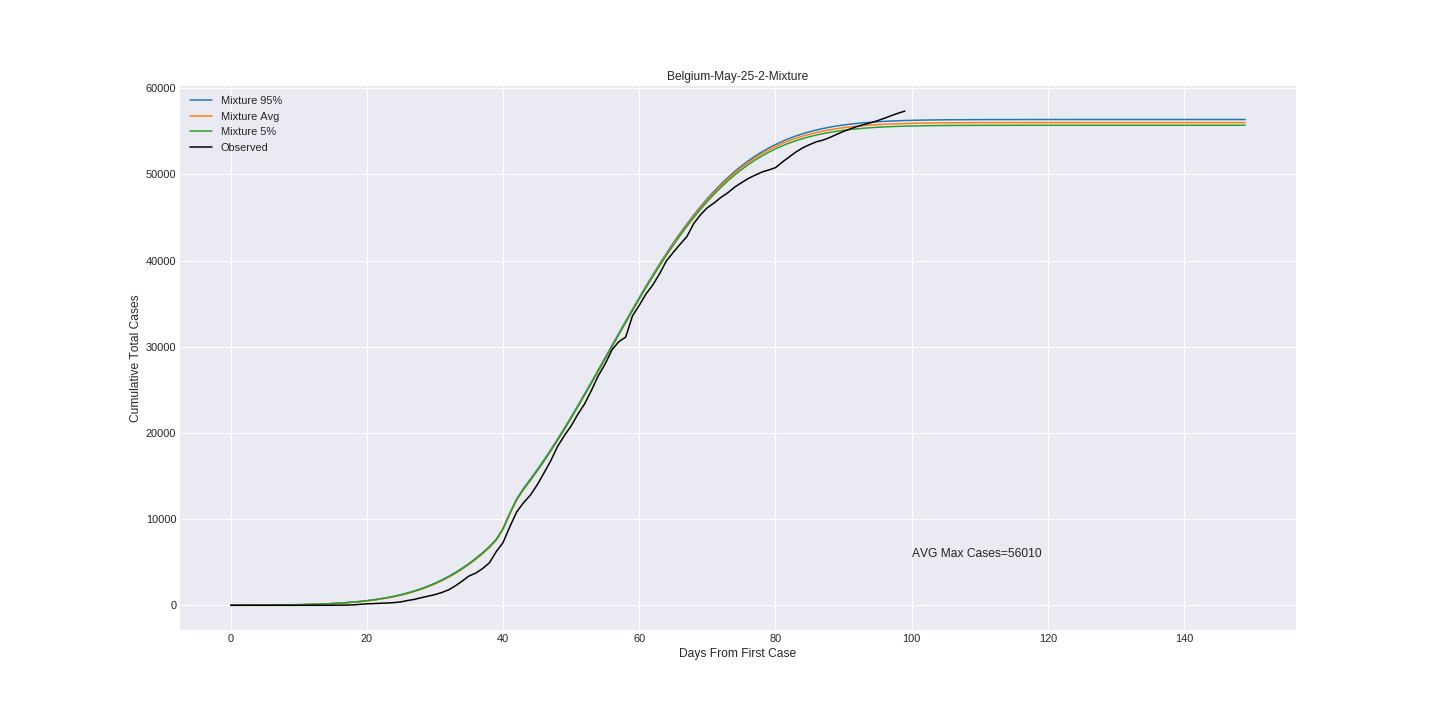 Belgium-May-25-2-Mixture
60000
50000
40000
30000
20000
10000
0
Cumulative Total Cases
Mixture 95%
Mixture Avg
Mixture 5%
Observed
AVG Max Cases=56010
0 20 40 60 80 100 120 140
Days From First Case